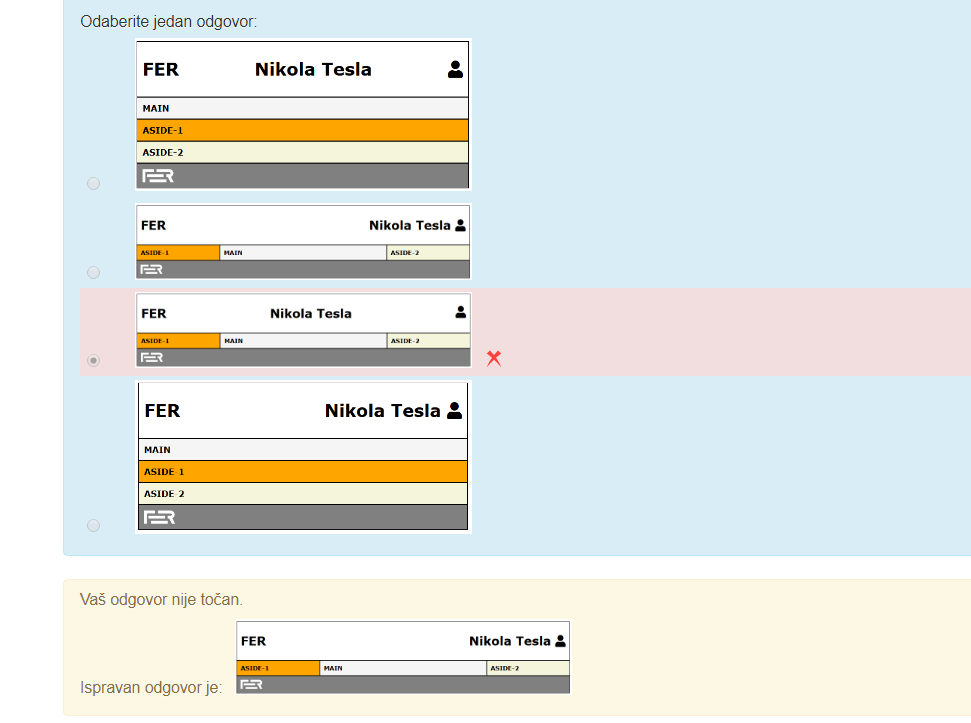 Odaberite jedan odgovor:
FER Nikola Tesla
MAIN
ASIDE-1
ASIDE-2
FER
FER Nikola Tesla
ASIDE-1 MAIN ASIDE-2
FER
FER Nikola Tesla
ASIDE-1 MAIN ASIDE-2
FER
FER Nikola Tesla
MAIN
ASIDE-1
ASIDE-2
FER
Vaš odgovor nije točan.
FER Nikola Tesla
ASIDE-1 MAIN ASIDE-2
Ispravan odgovor je: FER